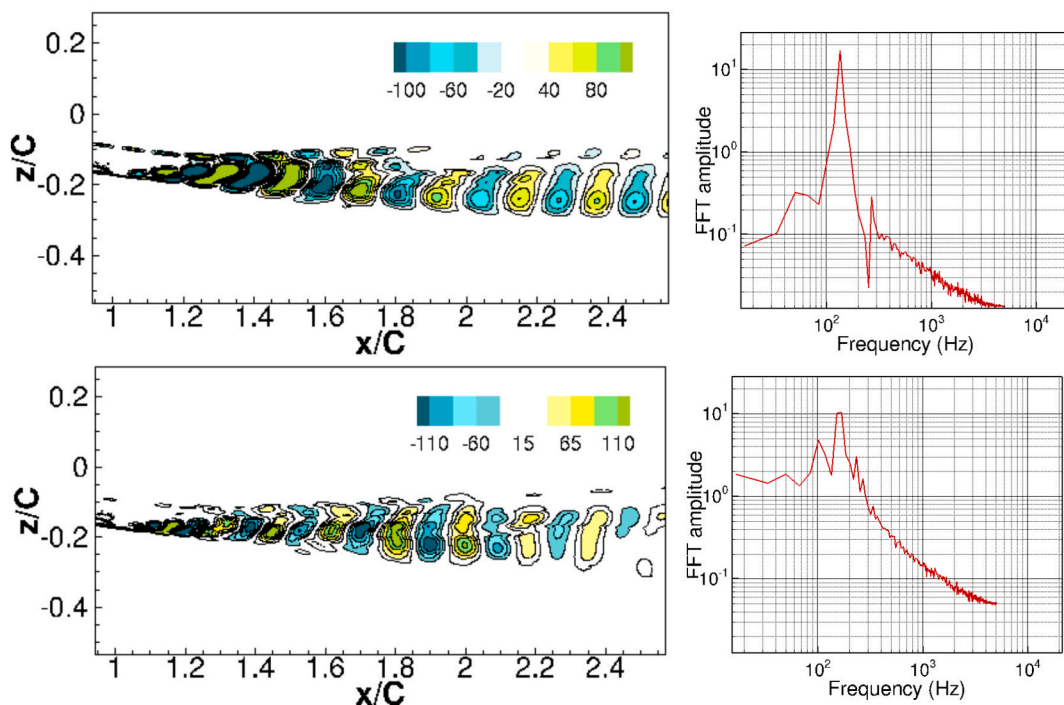 0.2
0
-0.2
-0.4
z/C
-100 -60 -20 40 80
1 1.2 1.4 1.6 1.8 2 2.2 2.4
x/C
10¹
10⁰
10⁻¹
FFT amplitude
10² 10³ 10⁴
Frequency (Hz)
0.2
0
-0.2
-0.4
z/C
-110 -60 15 65 110
1 1.2 1.4 1.6 1.8 2 2.2 2.4
x/C
10¹
10⁰
10⁻¹
FFT amplitude
10² 10³ 10⁴
Frequency (Hz)